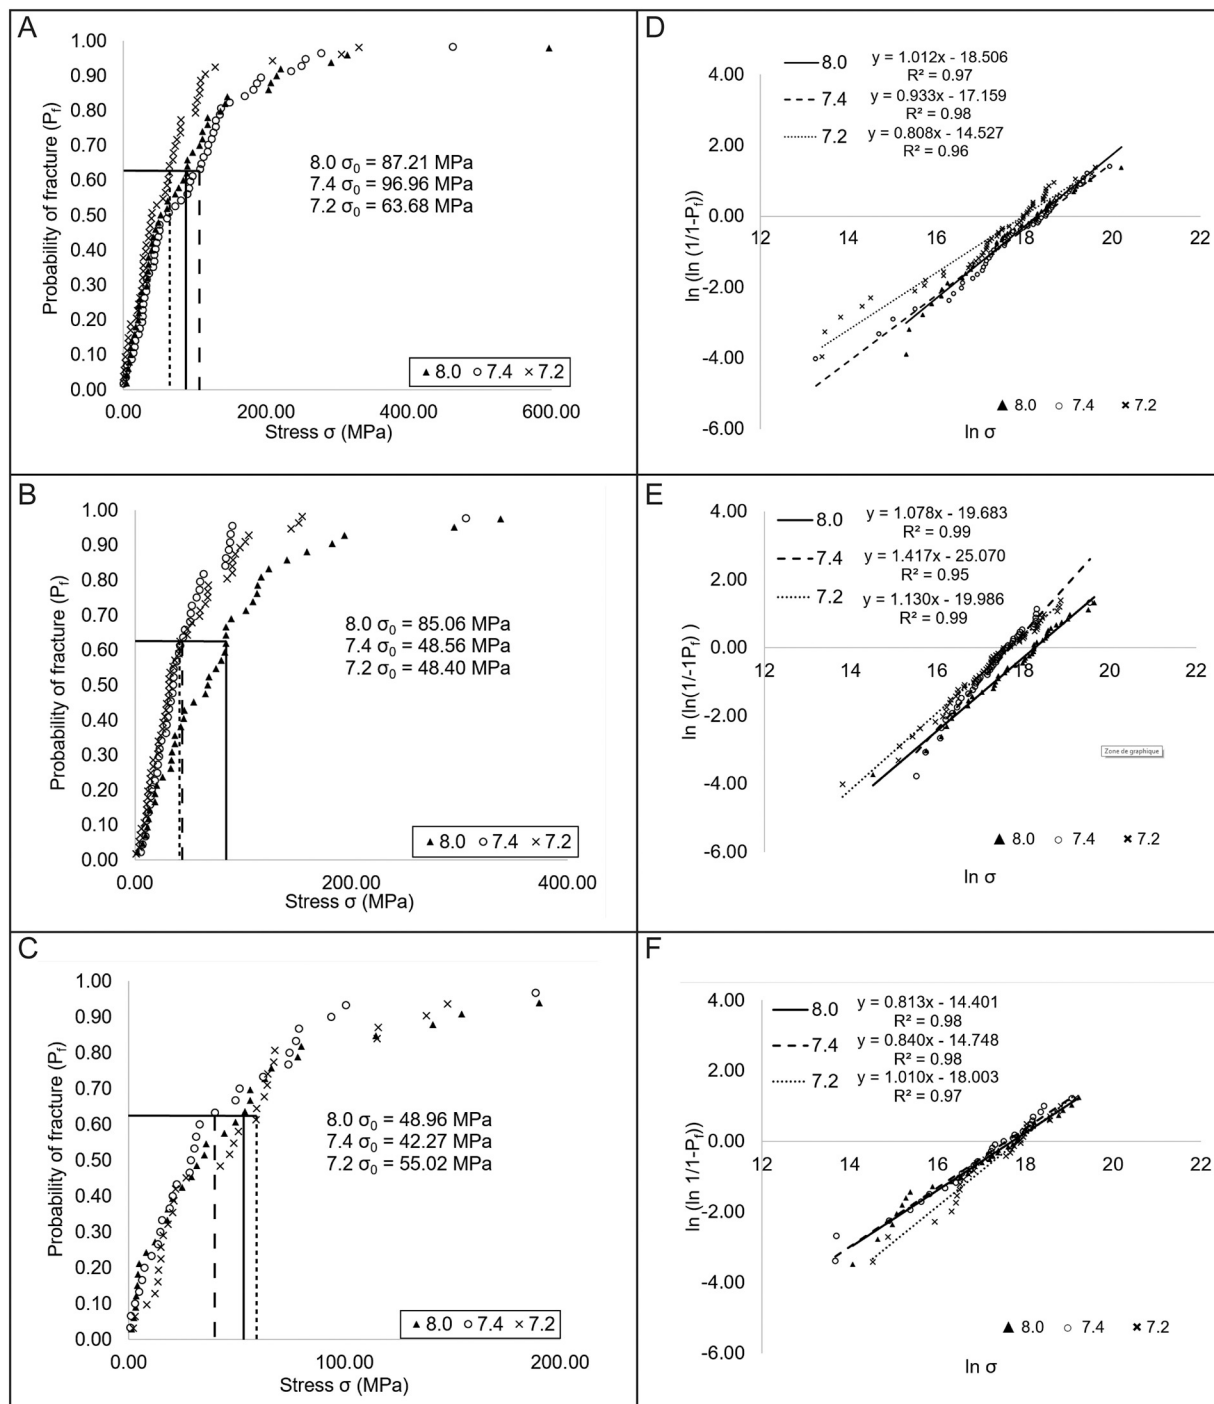 A
Probability of fracture (Pf)
1.00
0.90
0.80
0.70
0.60
0.50
0.40
0.30
0.20
0.10
0.00
8.0 σ0 = 87.21 MPa
7.4 σ0 = 96.96 MPa
7.2 σ0 = 63.68 MPa
8.0 7.4 7.2
0.00 200.00 400.00 600.00
Stress σ (MPa)
D
8.0 y = 1.012x - 18.506
R² = 0.97
7.4 y = 0.933x - 17.159
R² = 0.98
7.2 y = 0.808x - 14.527
R² = 0.96
ln (ln (1/1-Pf))
4.00
2.00
0.00
-2.00
-4.00
-6.00
12 14 16 18 20 22
8.0 7.4 7.2
ln σ
B
Probability of fracture (Pf)
1.00
0.90
0.80
0.70
0.60
0.50
0.40
0.30
0.20
0.10
0.00
8.0 σ0 = 85.06 MPa
7.4 σ0 = 48.56 MPa
7.2 σ0 = 48.40 MPa
8.0 7.4 7.2
0.00 200.00 400.00
Stress σ (MPa)
E
8.0 y = 1.078x - 19.683
R² = 0.99
7.4 y = 1.417x - 25.070
R² = 0.95
7.2 y = 1.130x - 19.986
R² = 0.99
ln (ln(1/-1Pf) )
4.00
2.00
0.00
-2.00
-4.00
-6.00
12 14 16 18 20 22
Zone de graphique
8.0 7.4 7.2
ln σ
C
Probability of fracture (Pf)
1.00
0.90
0.80
0.70
0.60
0.50
0.40
0.30
0.20
0.10
0.00
8.0 σ0 = 48.96 MPa
7.4 σ0 = 42.27 MPa
7.2 σ0 = 55.02 MPa
8.0 7.4 7.2
0.00 100.00 200.00
Stress σ (MPa)
F
8.0 y = 0.813x - 14.401
R² = 0.98
7.4 y = 0.840x - 14.748
R² = 0.98
7.2 y = 1.010x - 18.003
R² = 0.97
ln (ln 1/1-Pf))
4.00
2.00
0.00
-2.00
-4.00
-6.00
12 14 16 18 20 22
8.0 7.4 7.2
ln σ